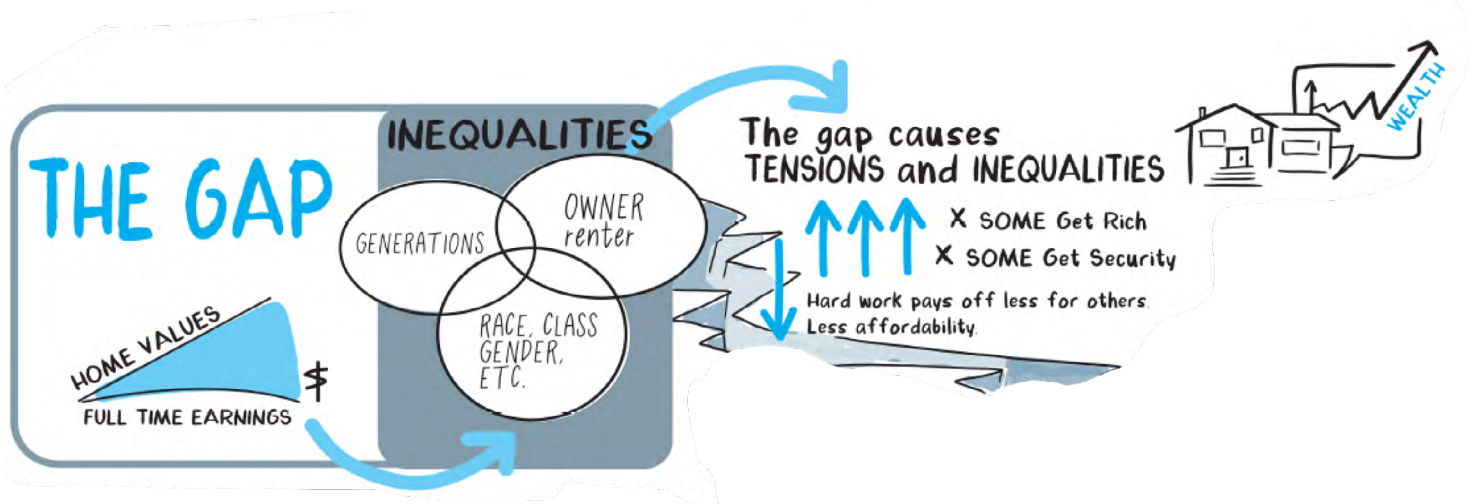 THE GAP
HOME VALUES
$
FULL TIME EARNINGS
INEQUALITIES
GENERATIONS
OWNER
renter
RACE, CLASS
GENDER,
ETC.
The gap causes
TENSIONS and INEQUALITIES
X SOME Get Rich
X SOME Get Security
Hard work pays off less for others.
Less affordability.
WEALTH